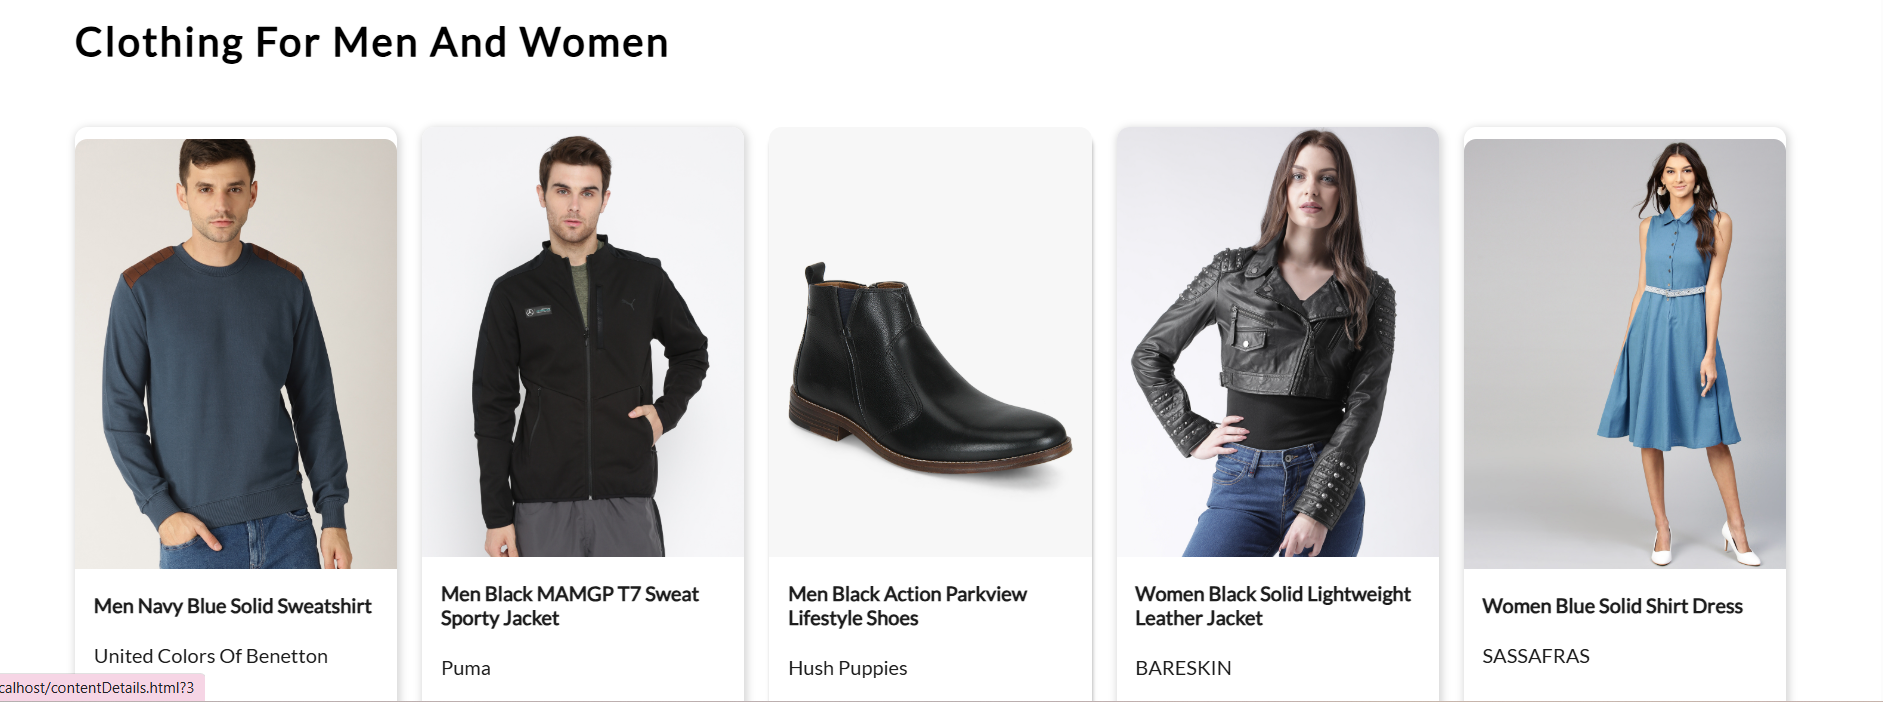 Clothing For Men And Women
Men Navy Blue Solid Sweatshirt
United Colors Of Benetton
Men Black MAMGP T7 Sweat
Sporty Jacket
Puma
Men Black Action Parkview
Lifestyle Shoes
Hush Puppies
Women Black Solid Lightweight
Leather Jacket
BARESKIN
Women Blue Solid Shirt Dress
SASSAFRAS
calhost/contentDetails.html?3